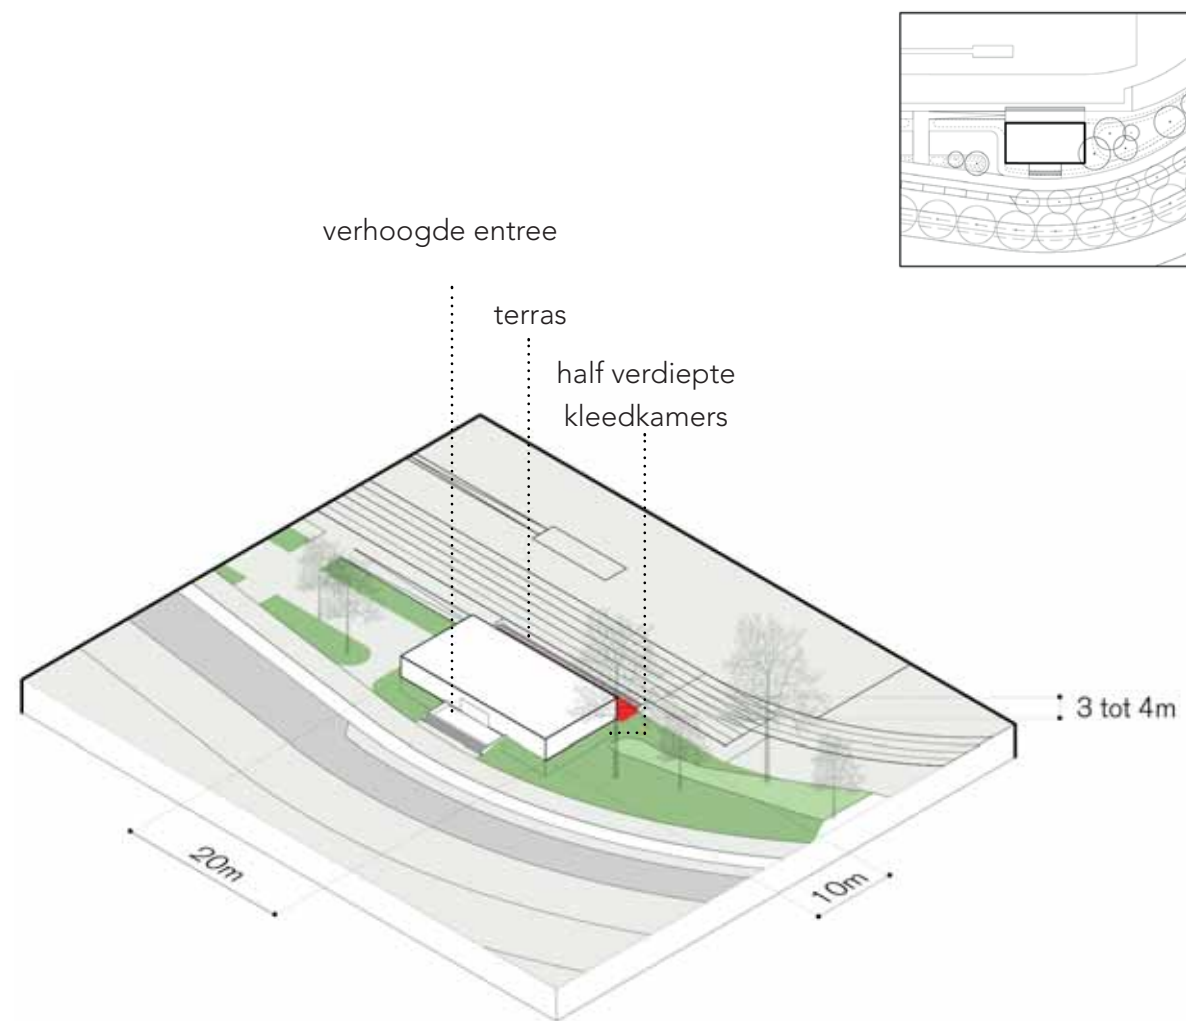 verhoogde entree
terras
half verdiepte
kleedkamers
3 tot 4m
20m
10m